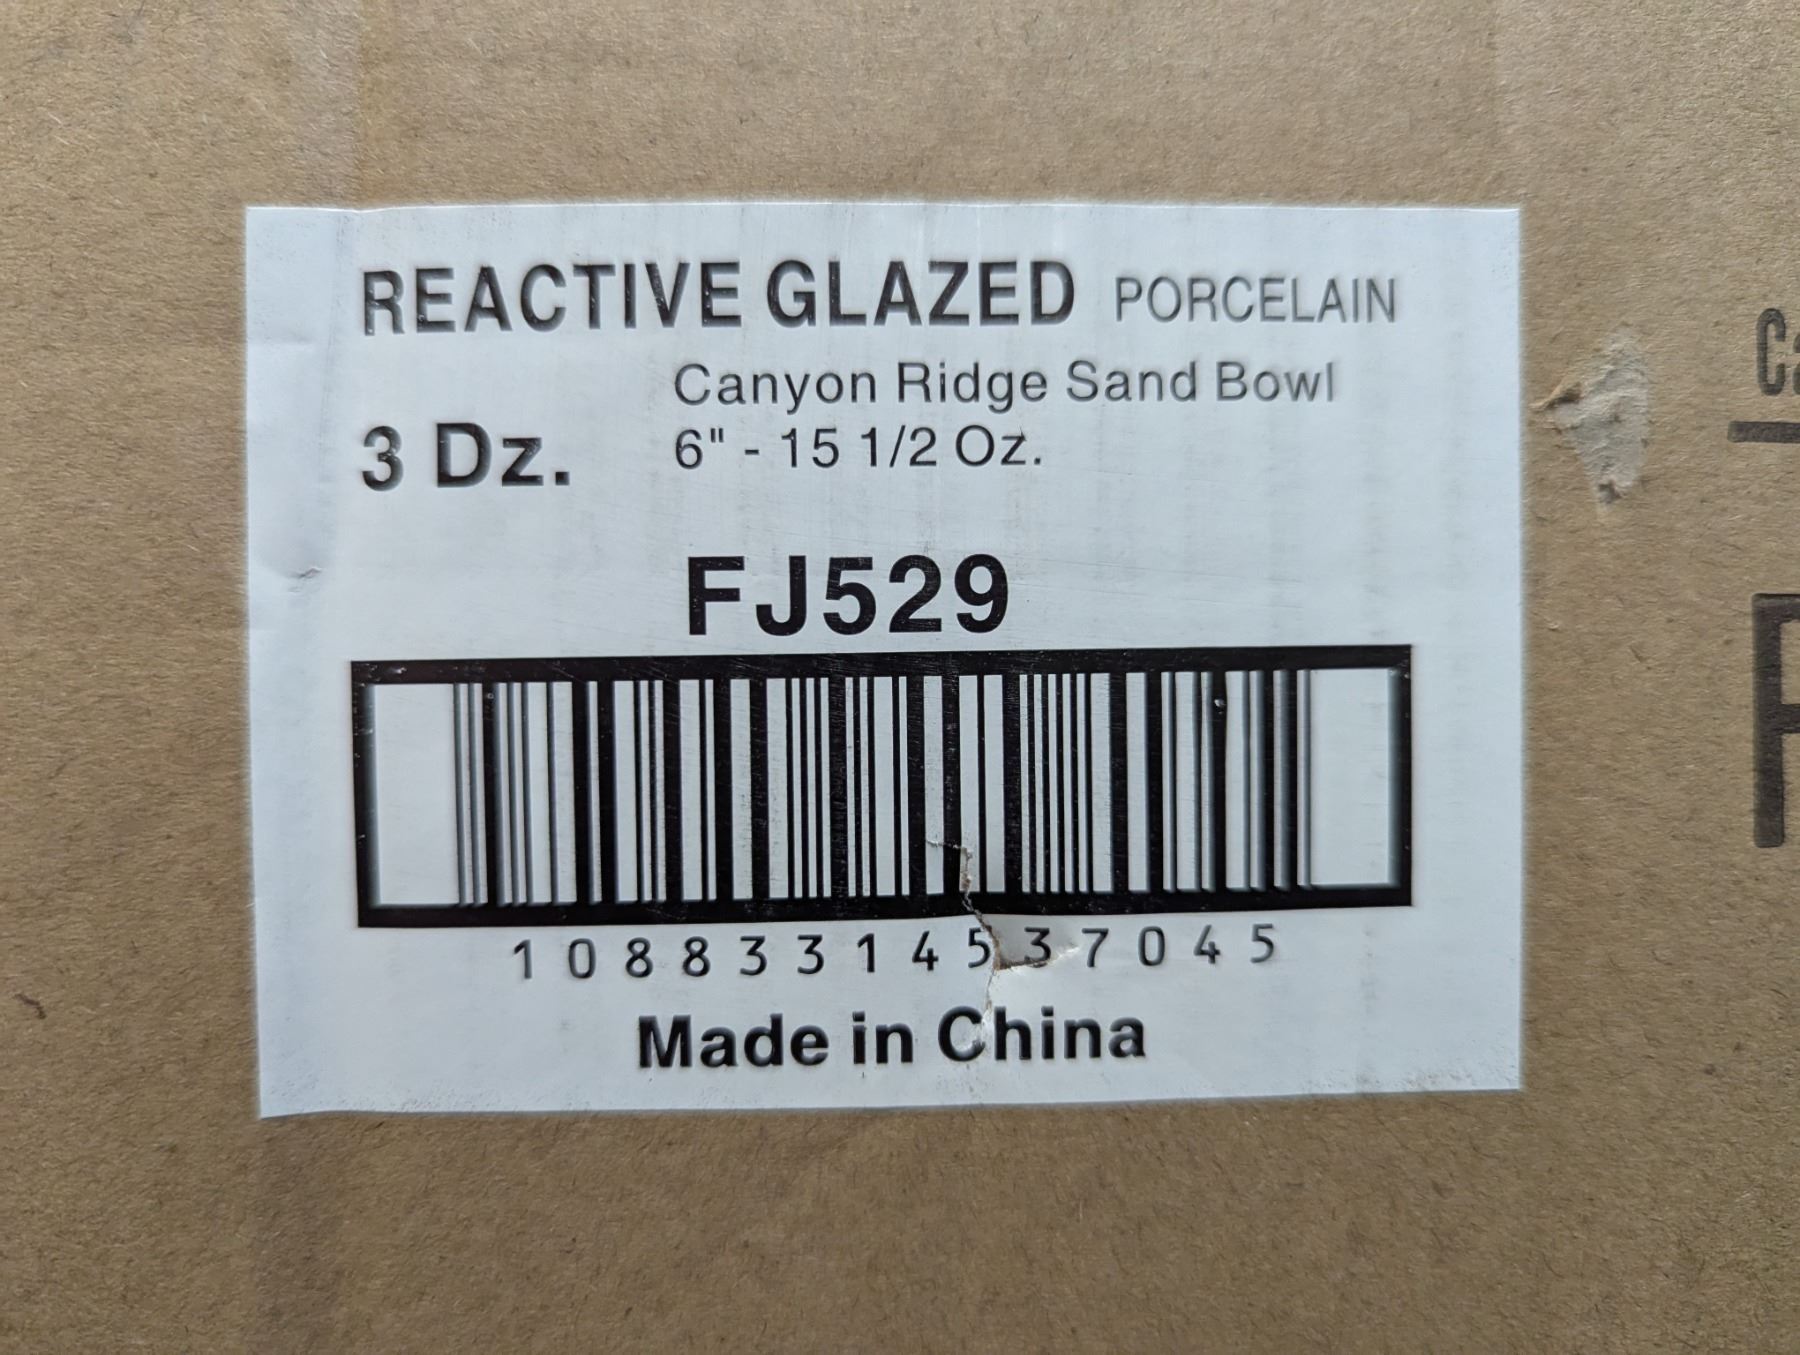 REACTIVE GLAZED PORCELAIN
Canyon Ridge Sand Bowl
3 Dz. 6" - 15 1/2 Oz.
FJ529
10883314537045
Made in China